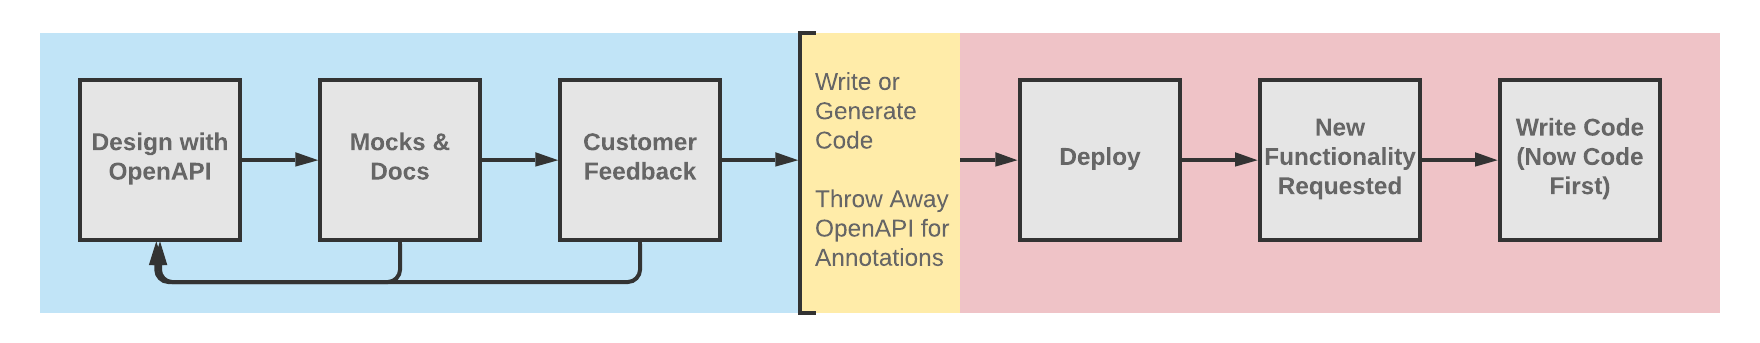 Design with
OpenAPI
Mocks &
Docs
Customer
Feedback
Write or
Generate
Code
Throw Away
OpenAPI for
Annotations
Deploy
New
Functionality
Requested
Write Code
(Now Code
First)